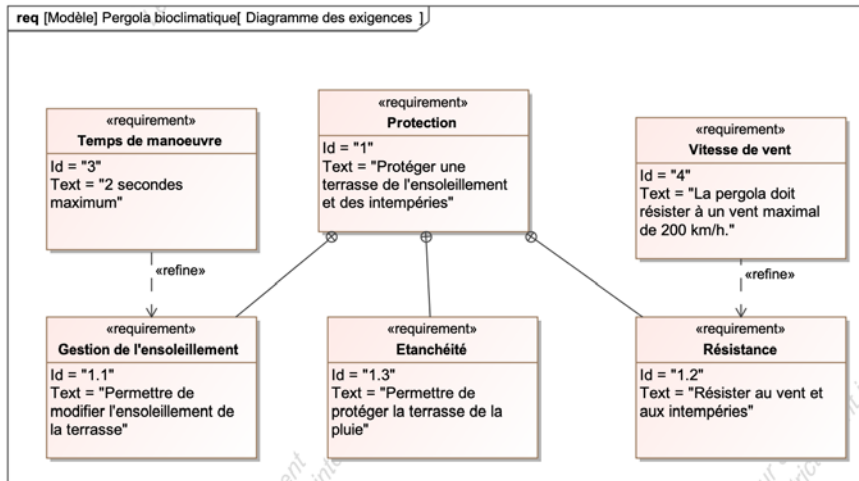 req [Modèle] Pergola bioclimatique[ Diagramme des exigences ]
«requirement»
Temps de manoeuvre
Id = "3"
Text = "2 secondes
maximum"
«requirement»
Protection
Id = "1"
Text = "Protéger une
terrasse de l'ensoleillement
et des intempéries"
«requirement»
Vitesse de vent
Id = "4"
Text = "La pergola doit
résister à un vent maximal
de 200 km/h."
«refine»
«refine»
«requirement»
Gestion de l'ensoleillement
Id = "1.1"
Text = "Permettre de
modifier l'ensoleillement de
la terrasse"
«requirement»
Etanchéité
Id = "1.3"
Text = "Permettre de
protéger la terrasse de la
pluie"
«requirement»
Résistance
Id = "1.2"
Text = "Résister au vent et
aux intempéries"